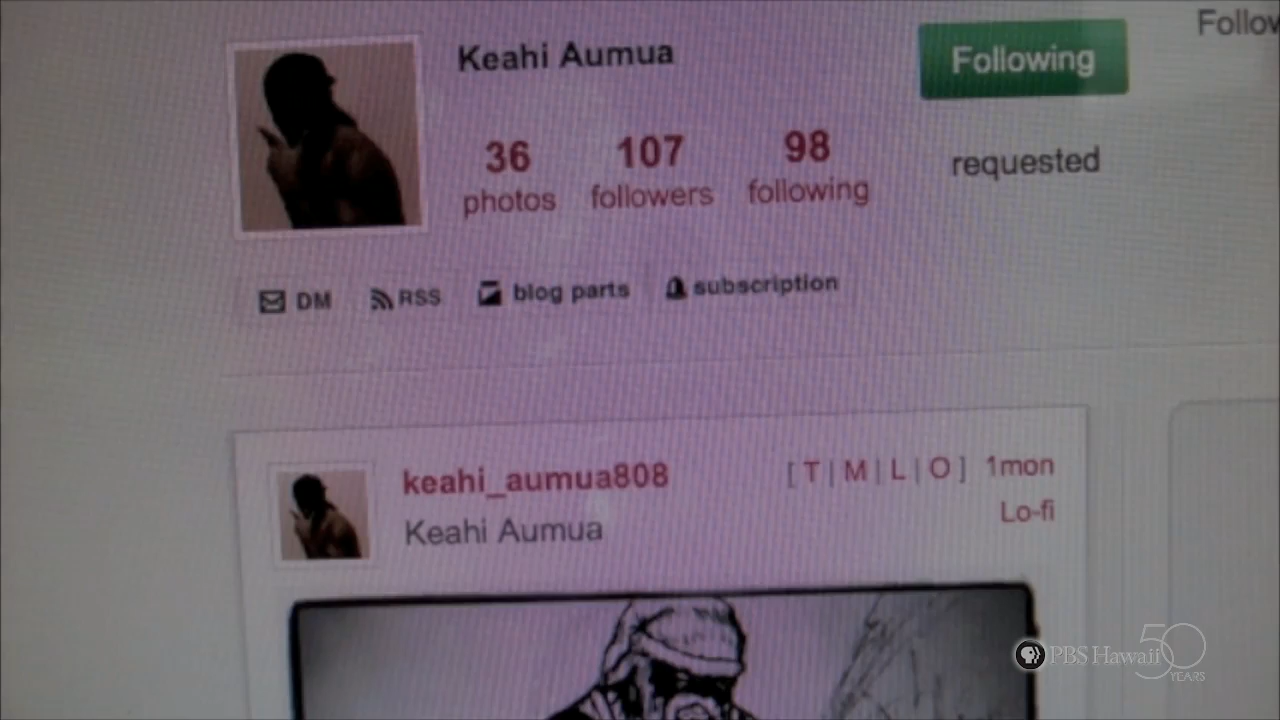 Keahi Aumua
Following
36 photos
107 followers
98 following
requested
DM
RSS
blog parts
subscription
keahi_aumua808
[ T | M | L | O ] 1mon
Keahi Aumua
Lo-fi
PBS Hawaii 50 YEARS